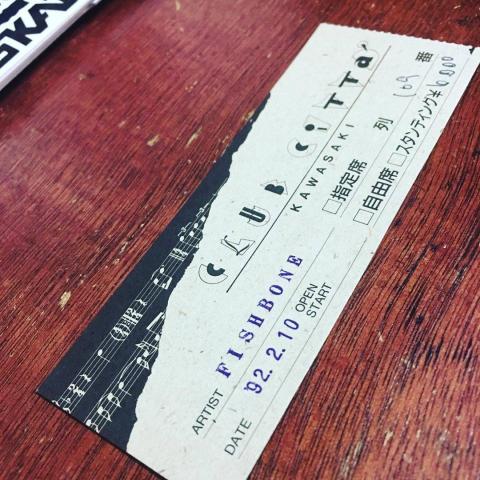 CLUB CiTTa'
KAWASAKI
□指定席 列 番
□自由席 □スタンディング¥
ARTIST FISHBONE
DATE '92.2.10 OPEN
START